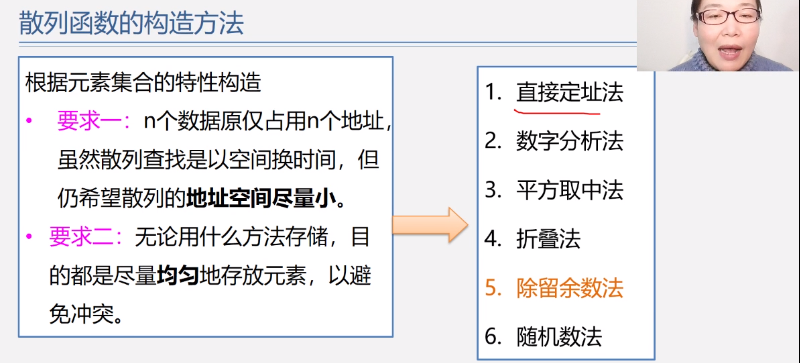 散列函数的构造方法
根据元素集合的特性构造
• 要求一：n个数据原仅占用n个地址，
虽然散列查找是以空间换时间，但
仍希望散列的地址空间尽量小。
• 要求二：无论用什么方法存储，目
的都是尽量均匀地存放元素，以避
免冲突。
1. 直接定址法
2. 数字分析法
3. 平方取中法
4. 折叠法
5. 除留余数法
6. 随机数法